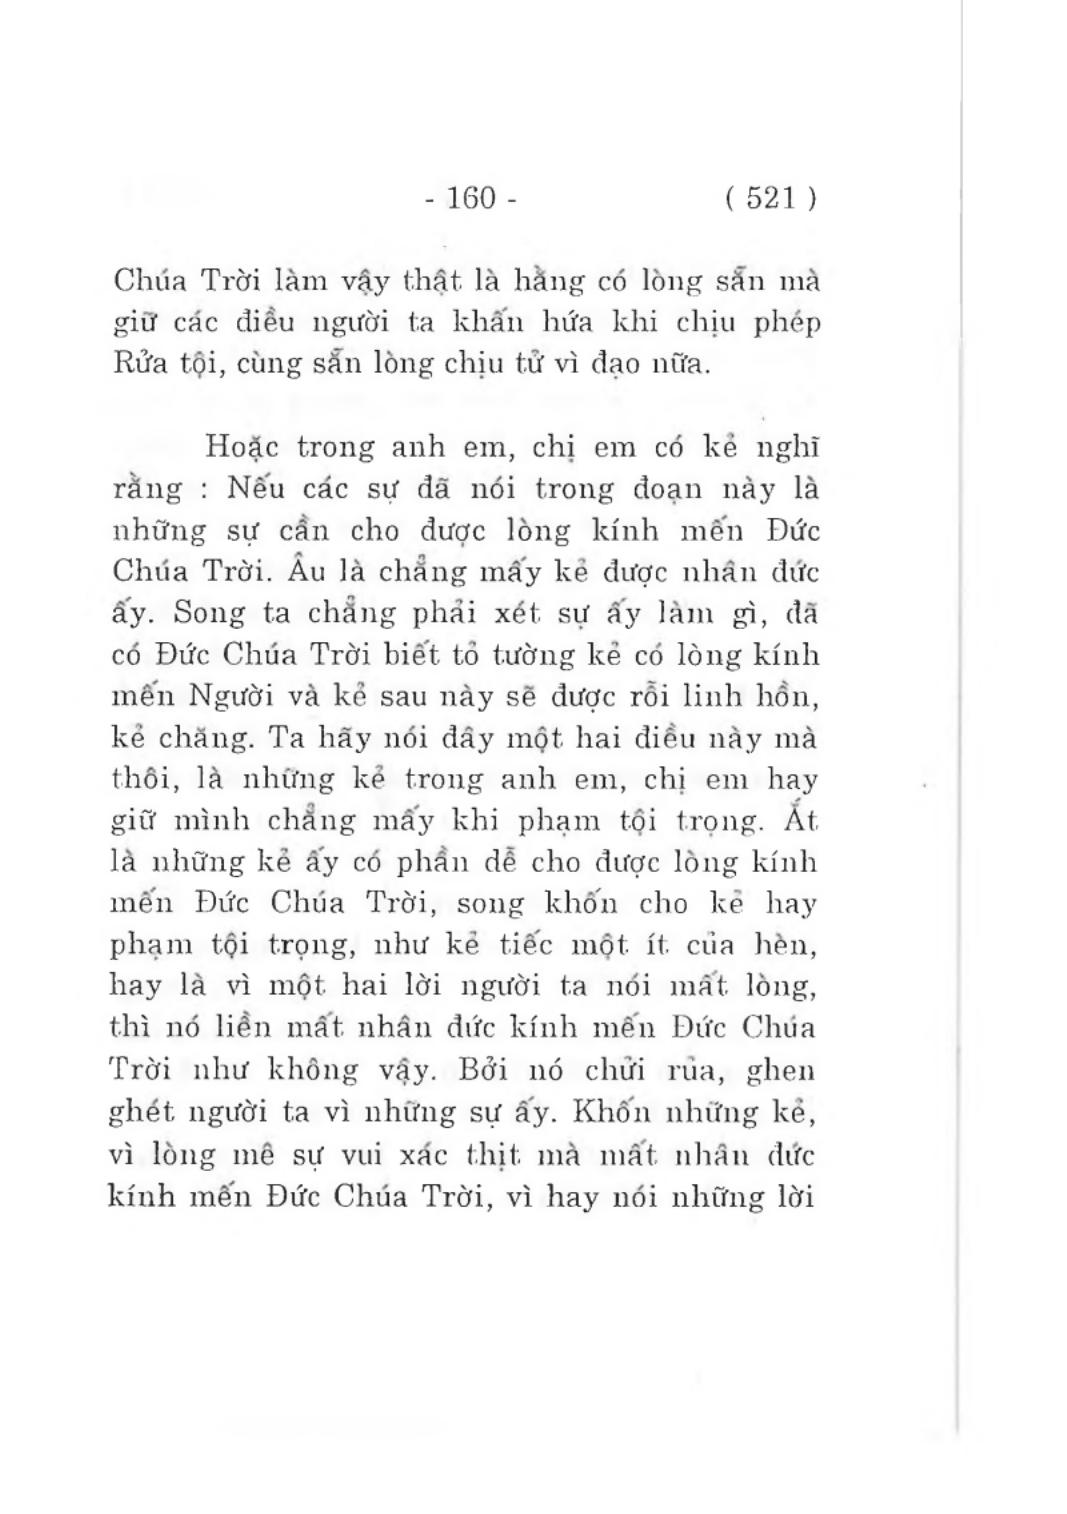 - 160 - ( 521 )
Chúa Trời làm vậy thật là hằng có lòng sẵn mà
giữ các điều người ta khấn hứa khi chịu phép
Rửa tội, cùng sẵn lòng chịu tử vì đạo nữa.
Hoặc trong anh em, chị em có kẻ nghĩ
rằng : Nếu các sự đã nói trong đoạn này là
những sự cần cho được lòng kính mến Đức
Chúa Trời. Âu là chẳng mấy kẻ được nhân đức
ấy. Song ta chẳng phải xét sự ấy làm gì, đã
có Đức Chúa Trời biết tỏ tường kẻ có lòng kính
mến Người và kẻ sau này sẽ được rỗi linh hồn,
kẻ chăng. Ta hãy nói đây một hai điều này mà
thôi, là những kẻ trong anh em, chị em hay
giữ mình chẳng mấy khi phạm tội trọng. Ắt
là những kẻ ấy có phần dễ cho được lòng kính
mến Đức Chúa Trời, song khốn cho kẻ hay
phạm tội trọng, như kẻ tiếc một ít của hèn,
hay là vì một hai lời người ta nói mất lòng,
thì nó liền mất nhân đức kính mến Đức Chúa
Trời như không vậy. Bởi nó chửi rủa, ghen
ghét người ta vì những sự ấy. Khốn những kẻ,
vì lòng mê sự vui xác thịt mà mất nhân đức
kính mến Đức Chúa Trời, vì hay nói những lời